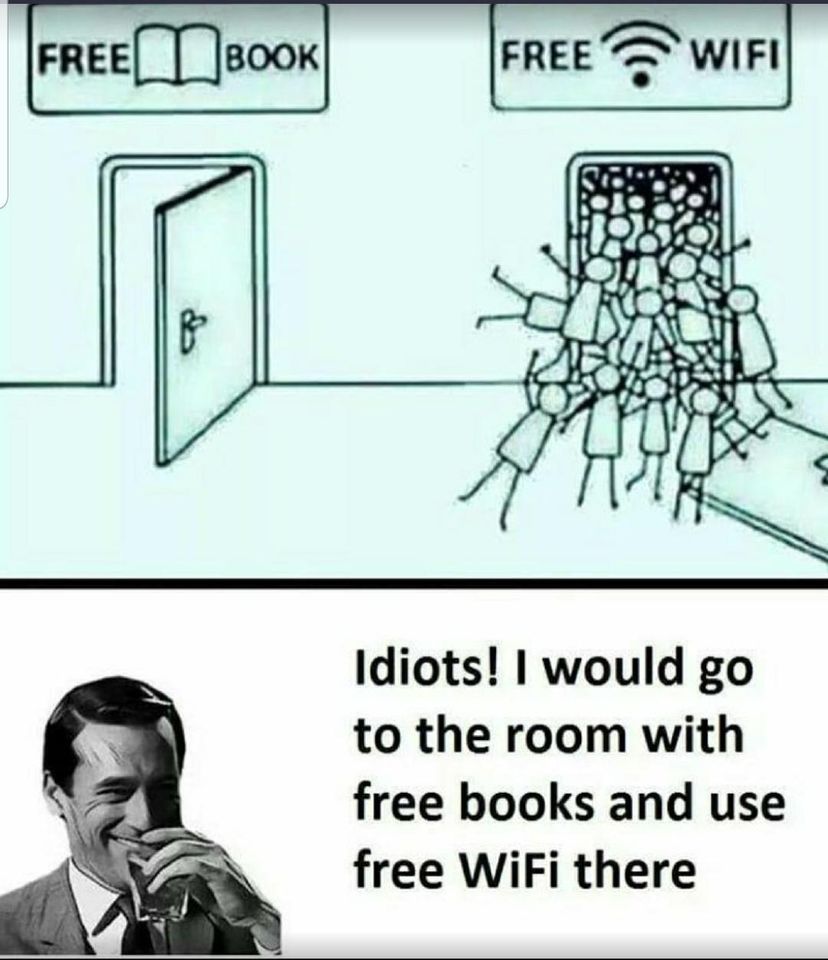 FREE BOOK
FREE WIFI
Idiots! I would go
to the room with
free books and use
free WiFi there